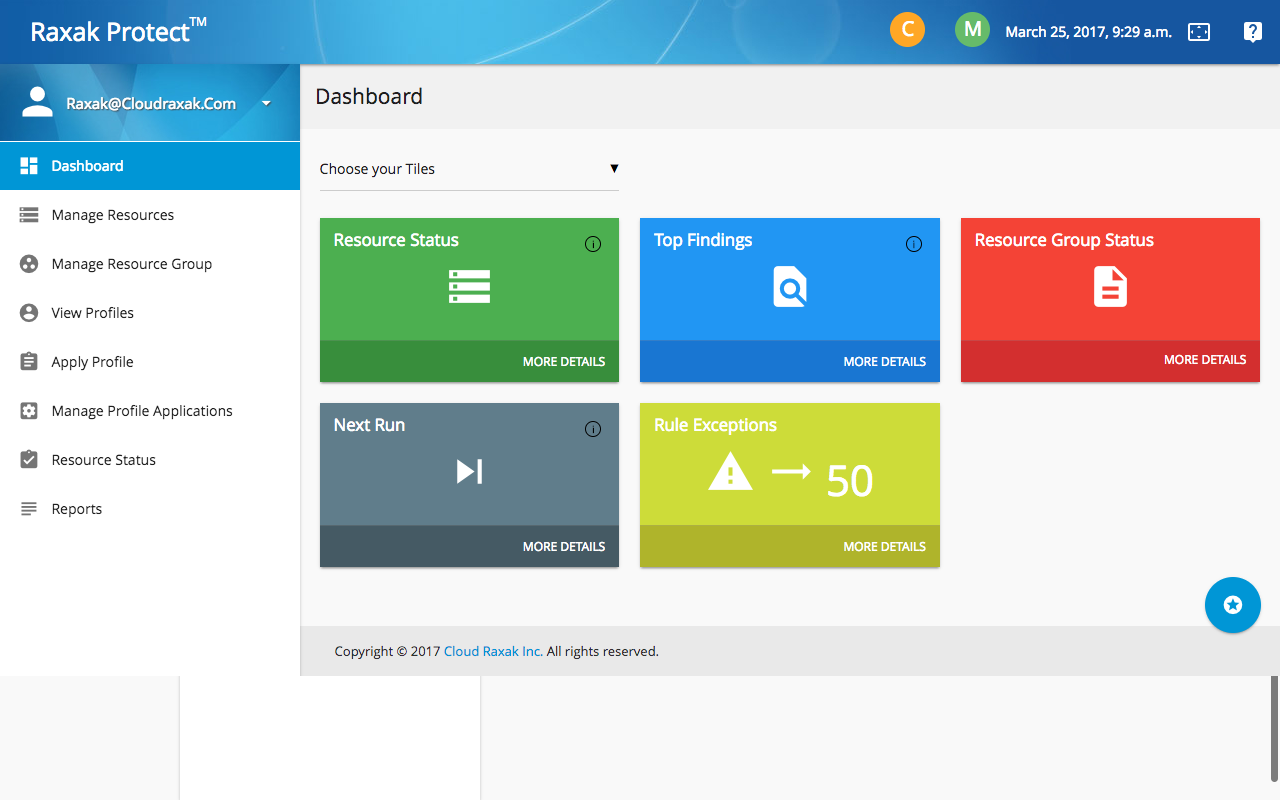 Raxak Protect™
C
M
March 25, 2017, 9:29 a.m.
Raxak@Cloudraxak.Com
Dashboard
Dashboard
Manage Resources
Manage Resource Group
View Profiles
Apply Profile
Manage Profile Applications
Resource Status
Reports
Choose your Tiles
Resource Status
MORE DETAILS
Top Findings
MORE DETAILS
Resource Group Status
MORE DETAILS
Next Run
MORE DETAILS
Rule Exceptions
50
MORE DETAILS
Copyright © 2017 Cloud Raxak Inc. All rights reserved.